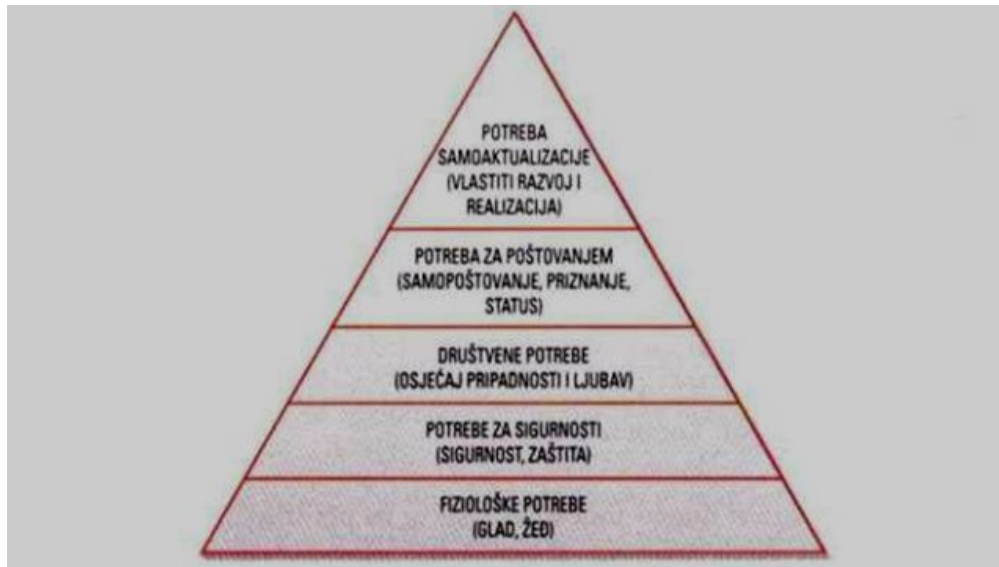 POTREBA
SAMOAKTUALIZACIJE
(VLASTITI RAZVOJ I
REALIZACIJA)
POTREBA ZA POŠTOVANJEM
(SAMOPOŠTOVANJE, PRIZNANJE,
STATUS)
DRUŠTVENE POTREBE
(OSJEĆAJ PRIPADNOSTI I LJUBAV)
POTREBE ZA SIGURNOSTI
(SIGURNOST, ZAŠTITA)
FIZIOLOŠKE POTREBE
(GLAD, ŽEĐ)